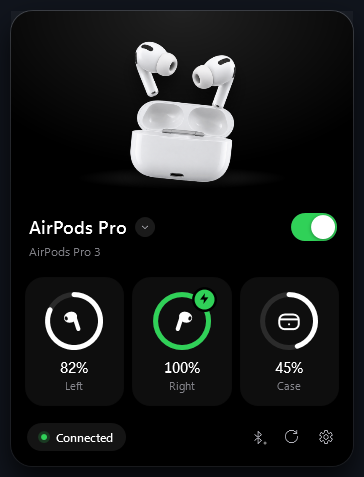 AirPods Pro
AirPods Pro 3
82%
Left
100%
Right
45%
Case
Connected